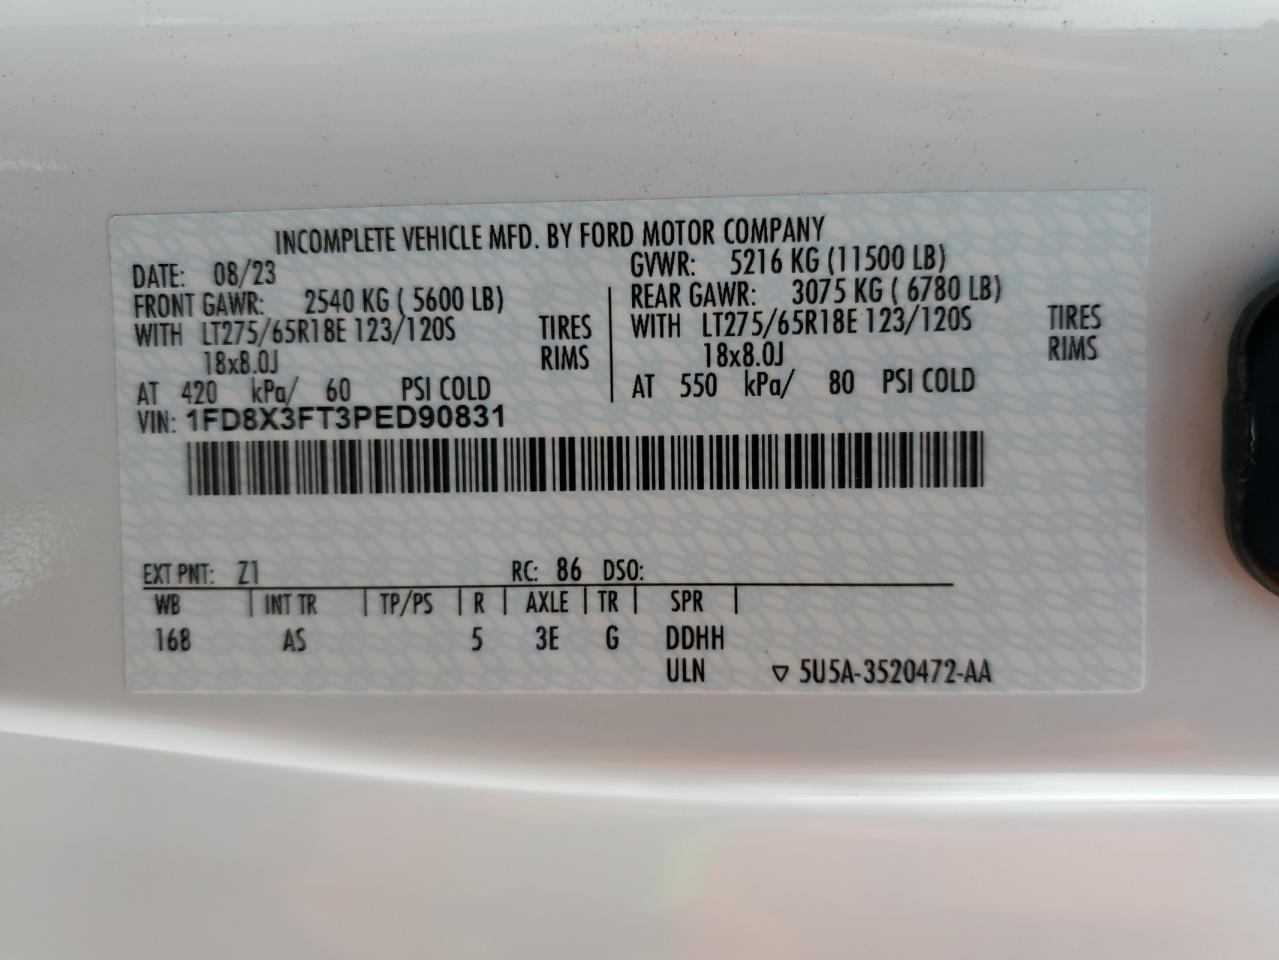 INCOMPLETE VEHICLE MFD. BY FORD MOTOR COMPANY
DATE: 08/23 GVWR: 5216 KG (11500 LB)
FRONT GAWR: 2540 KG ( 5600 LB) REAR GAWR: 3075 KG ( 6780 LB)
WITH LT275/65R18E 123/120S TIRES WITH LT275/65R18E 123/120S TIRES
18x8.0J RIMS 18x8.0J RIMS
AT 420 kPa/ 60 PSI COLD AT 550 kPa/ 80 PSI COLD
VIN: 1FD8X3FT3PED90831
EXT PNT: Z1 RC: 86 DSO:
WB | INT TR | TP/PS | R | AXLE | TR | SPR |
168 AS 5 3E G DDHH
ULN ▽ 5U5A-3520472-AA